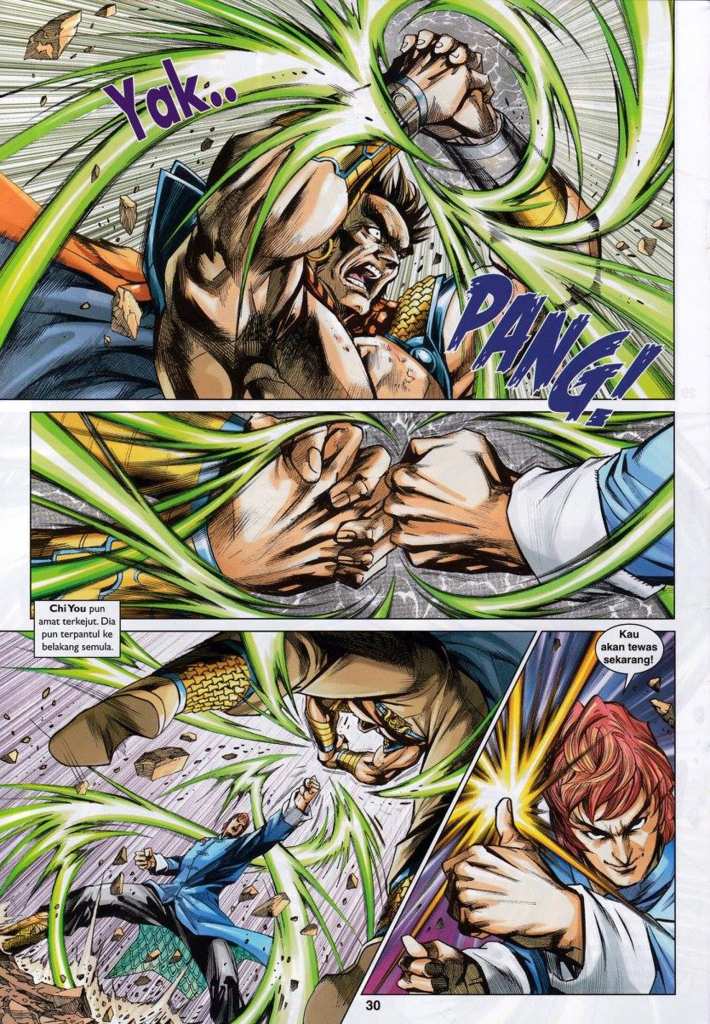 Yak..
PANG!
Chi You pun
amat terkejut. Dia
pun terpantul ke
belakang semula.
Kau
akan tewas
sekarang!
30